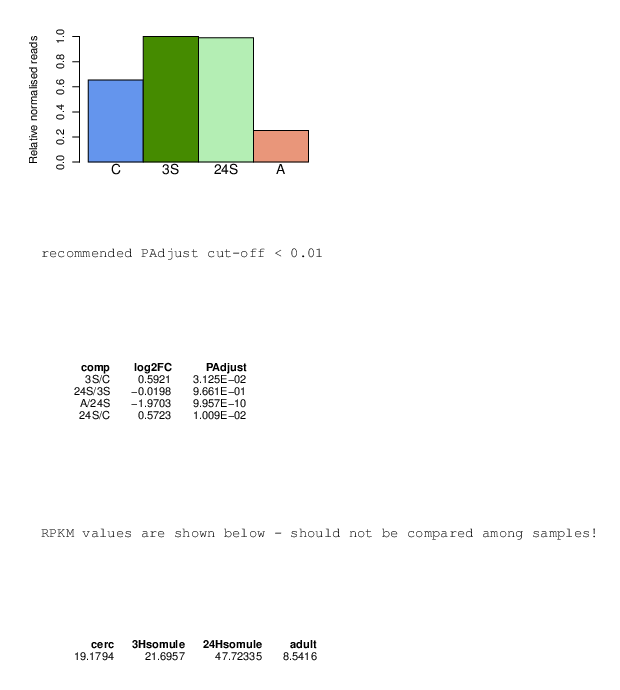 Relative normalised reads
1.0
0.8
0.6
0.4
0.2
0.0
C 3S 24S A
recommended PAdjust cut-off < 0.01
comp log2FC PAdjust
3S/C 0.5921 3.125E−02
24S/3S −0.0198 9.661E−01
A/24S −1.9703 9.957E−10
24S/C 0.5723 1.009E−02
RPKM values are shown below - should not be compared among samples!
cerc 3Hsomule 24Hsomule adult
19.1794 21.6957 47.72335 8.5416